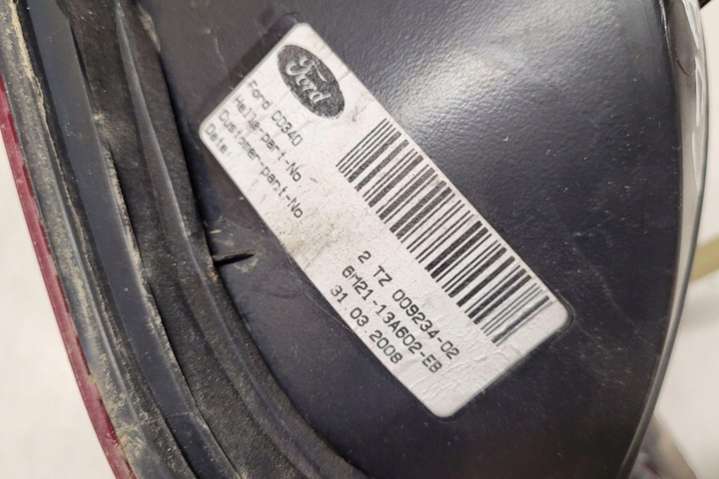 Ford
Ford CD340
Hella-part-No. 2 TZ 009234-02
Customer-part-No 6M21-13A602-EB
Date: 31 03 2008